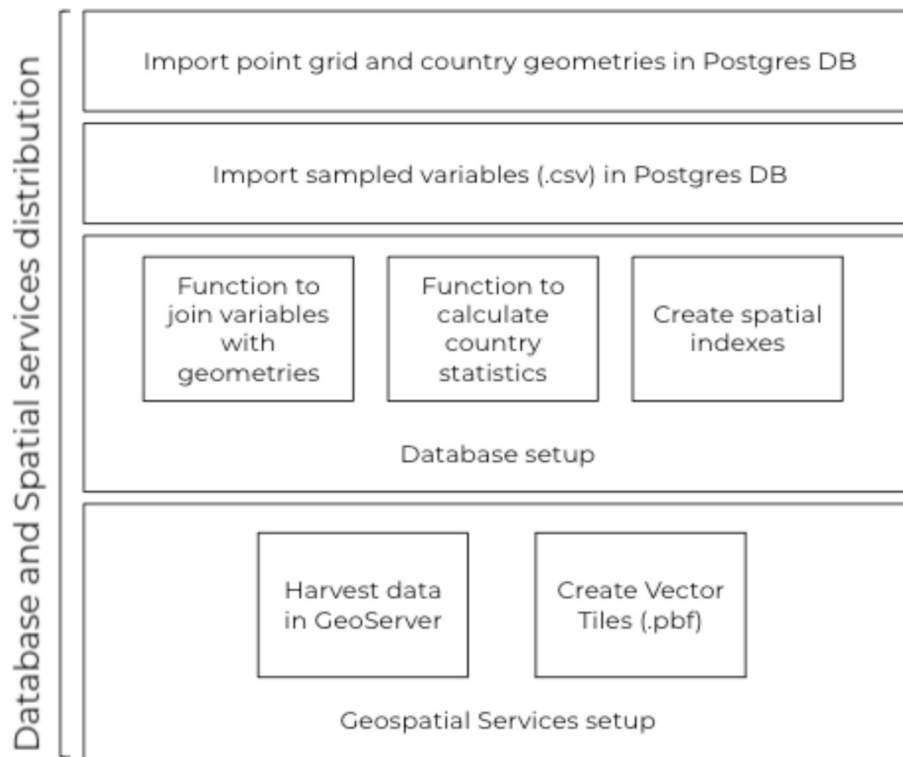 Database and Spatial services distribution
Import point grid and country geometries in Postgres DB
Import sampled variables (.csv) in Postgres DB
Function to
join variables
with
geometries
Function to
calculate
country
statistics
Create spatial
indexes
Database setup
Harvest data
in GeoServer
Create Vector
Tiles (.pbf)
Geospatial Services setup